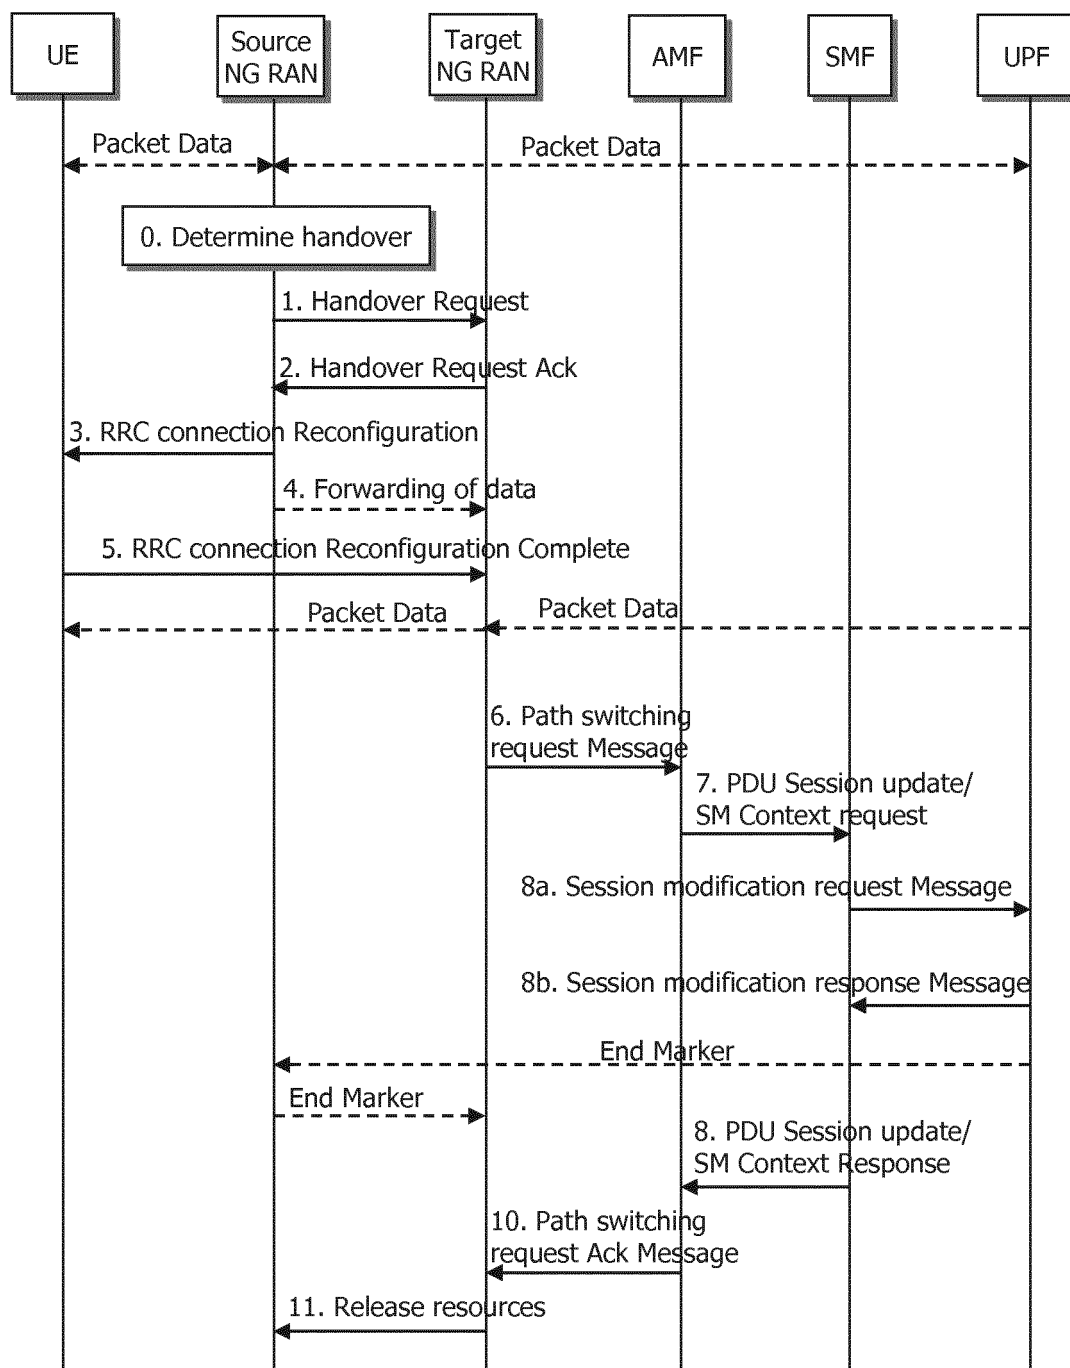 UE
Source
NG RAN
Target
NG RAN
AMF
SMF
UPF
Packet Data
Packet Data
0. Determine handover
1. Handover Request
2. Handover Request Ack
3. RRC connection Reconfiguration
4. Forwarding of data
5. RRC connection Reconfiguration Complete
Packet Data
Packet Data
6. Path switching
request Message
7. PDU Session update/
SM Context request
8a. Session modification request Message
8b. Session modification response Message
End Marker
End Marker
8. PDU Session update/
SM Context Response
10. Path switching
request Ack Message
11. Release resources